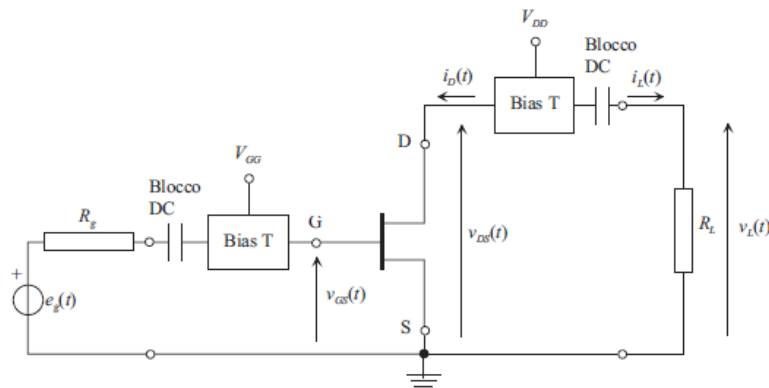 V_DD
Blocco
DC
i_D(t)
i_L(t)
Bias T
D
V_GG
Blocco
DC
R_g
Bias T
G
v_DS(t)
R_L
v_L(t)
+
e_g(t)
v_GS(t)
S